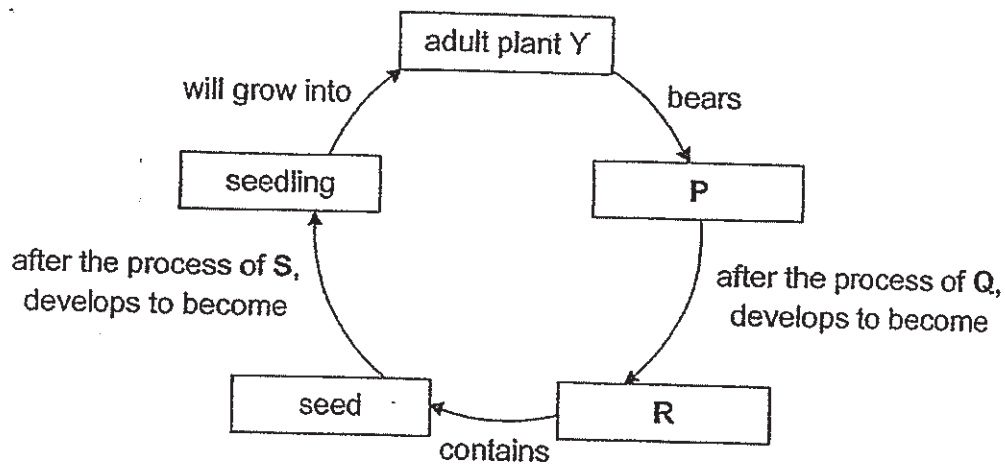 adult plant Y
bears
P
after the process of Q,
develops to become
R
contains
seed
after the process of S,
develops to become
seedling
will grow into